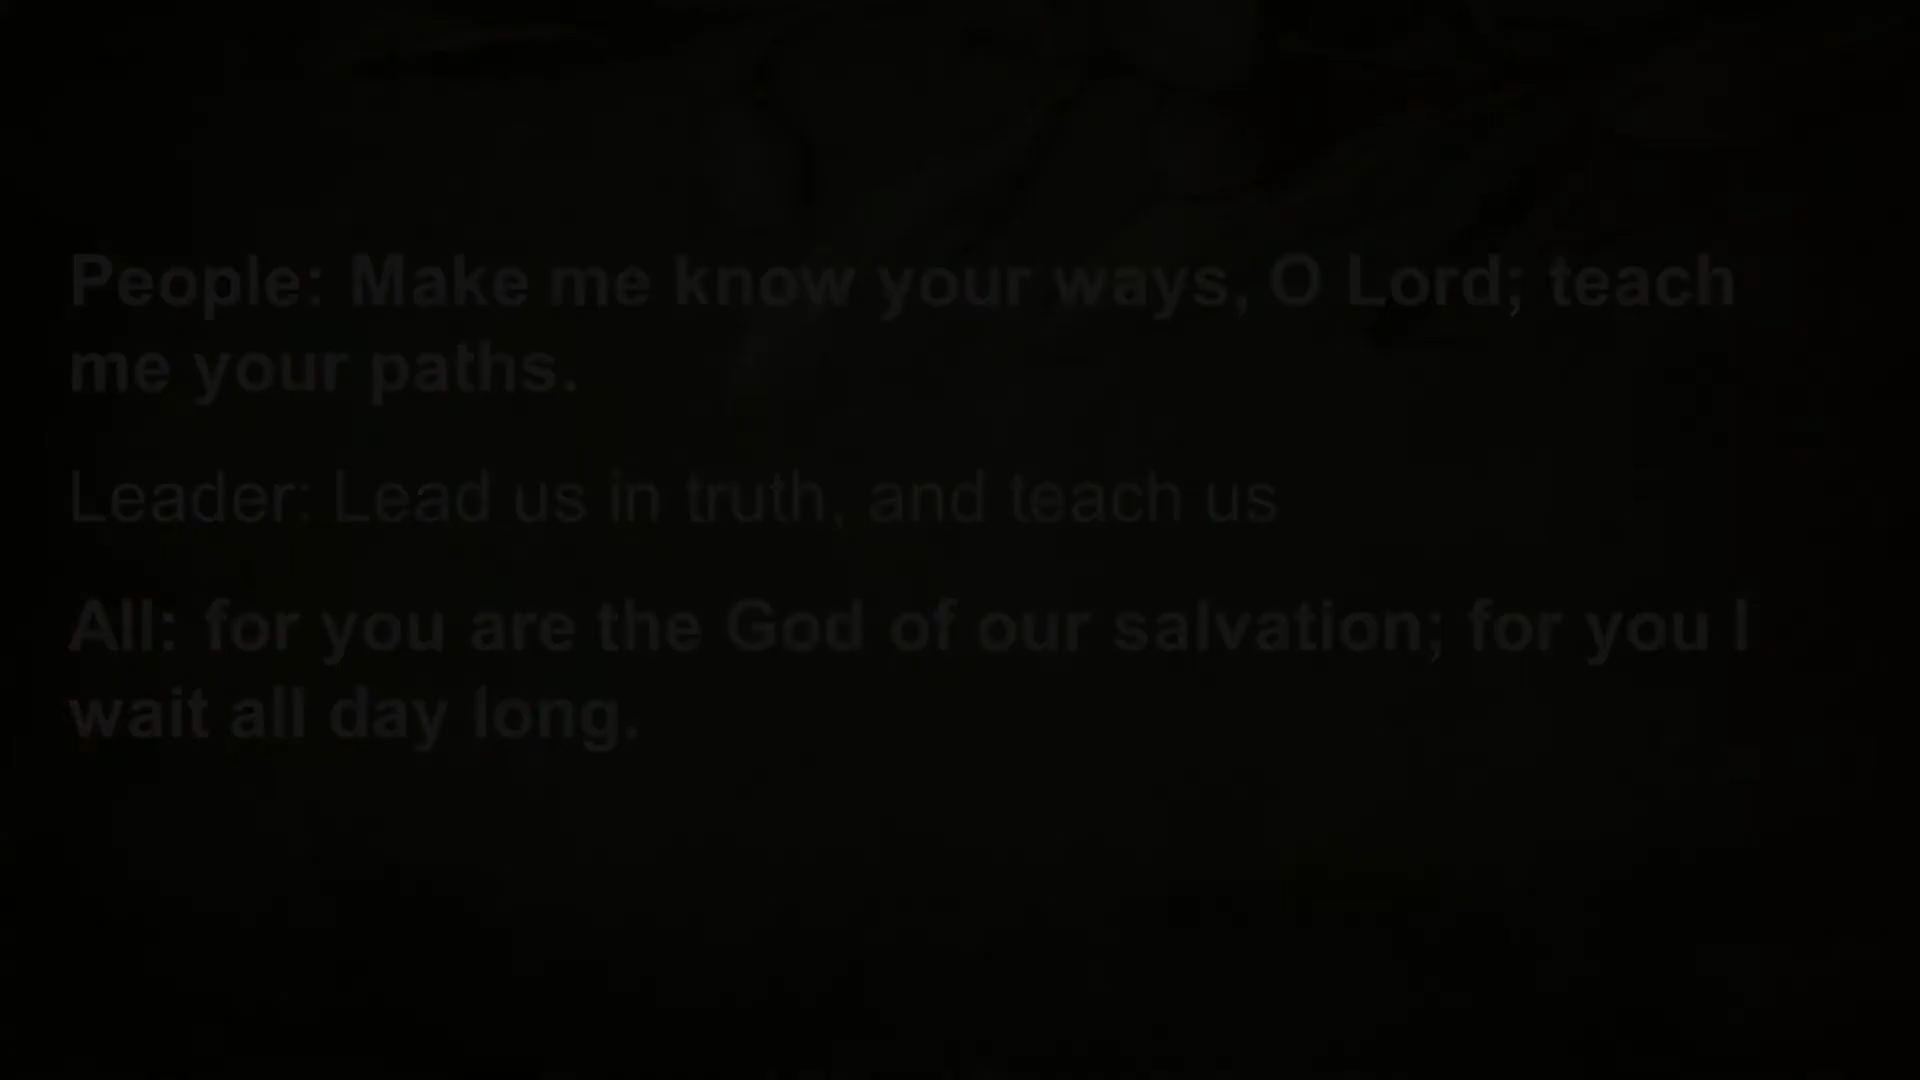 People: Make me know your ways, O Lord; teach
me your paths.
Leader: Lead us in truth, and teach us
All: for you are the God of our salvation; for you I
wait all day long.